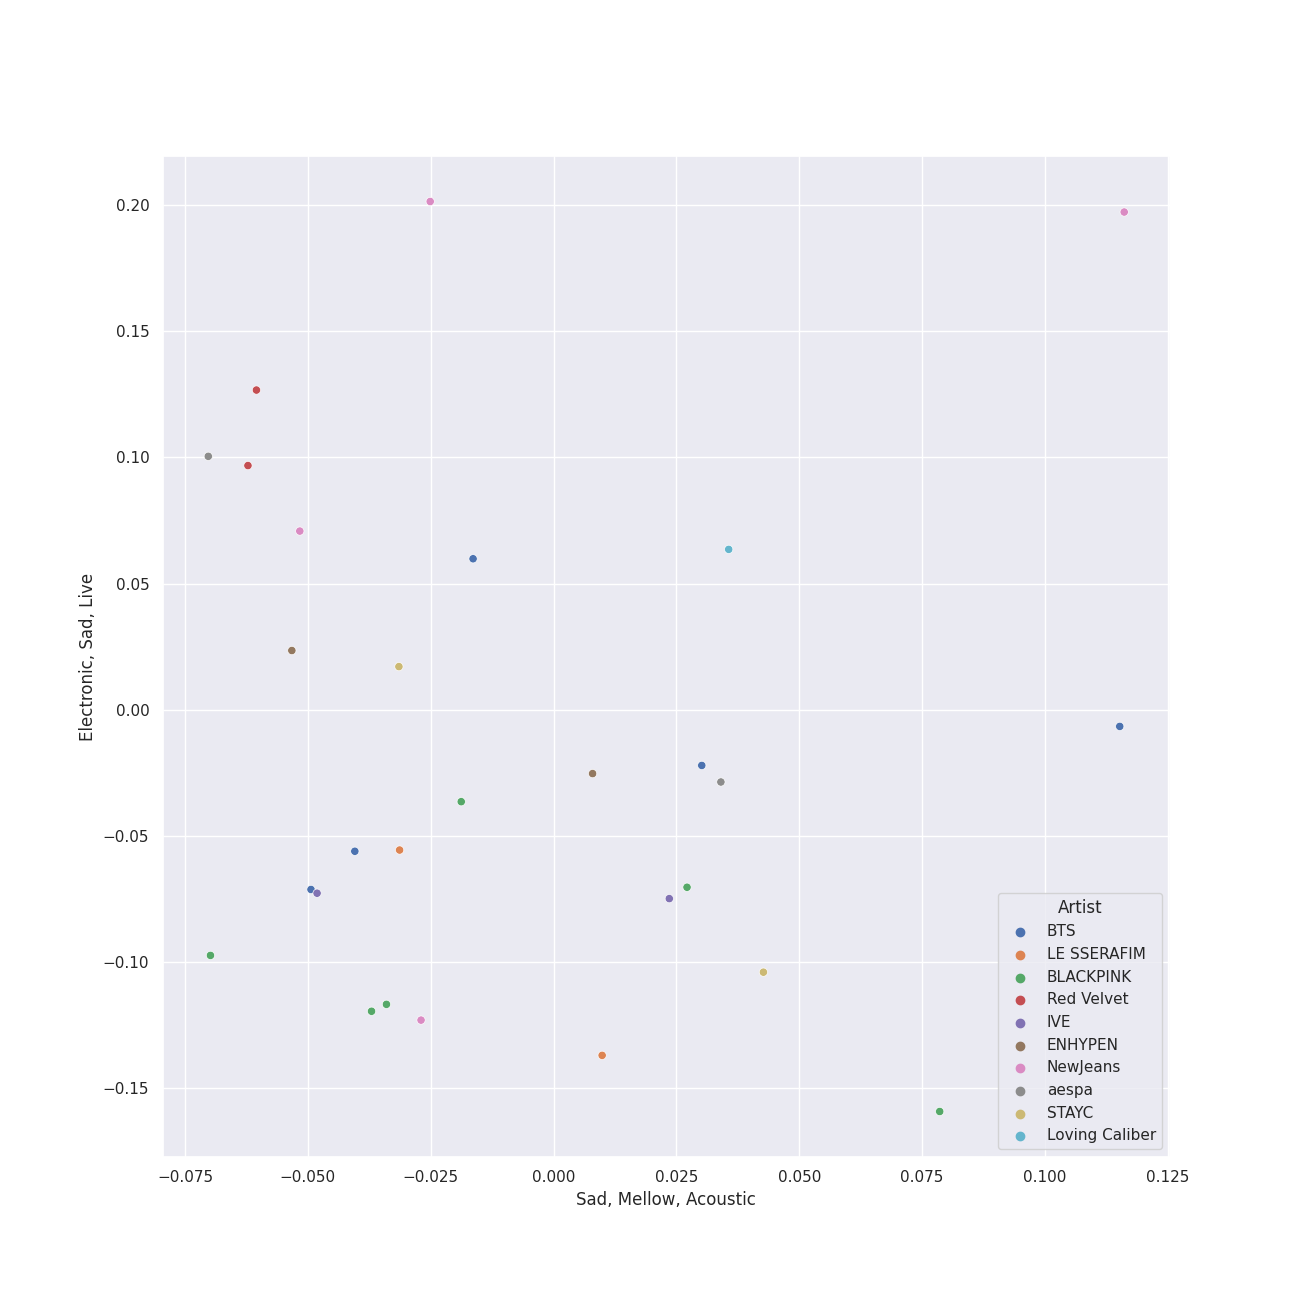 0.20
0.15
0.10
0.05
0.00
−0.05
−0.10
−0.15
Electronic, Sad, Live
Artist
BTS
LE SSERAFIM
BLACKPINK
Red Velvet
IVE
ENHYPEN
NewJeans
aespa
STAYC
Loving Caliber
−0.075 −0.050 −0.025 0.000 0.025 0.050 0.075 0.100 0.125
Sad, Mellow, Acoustic